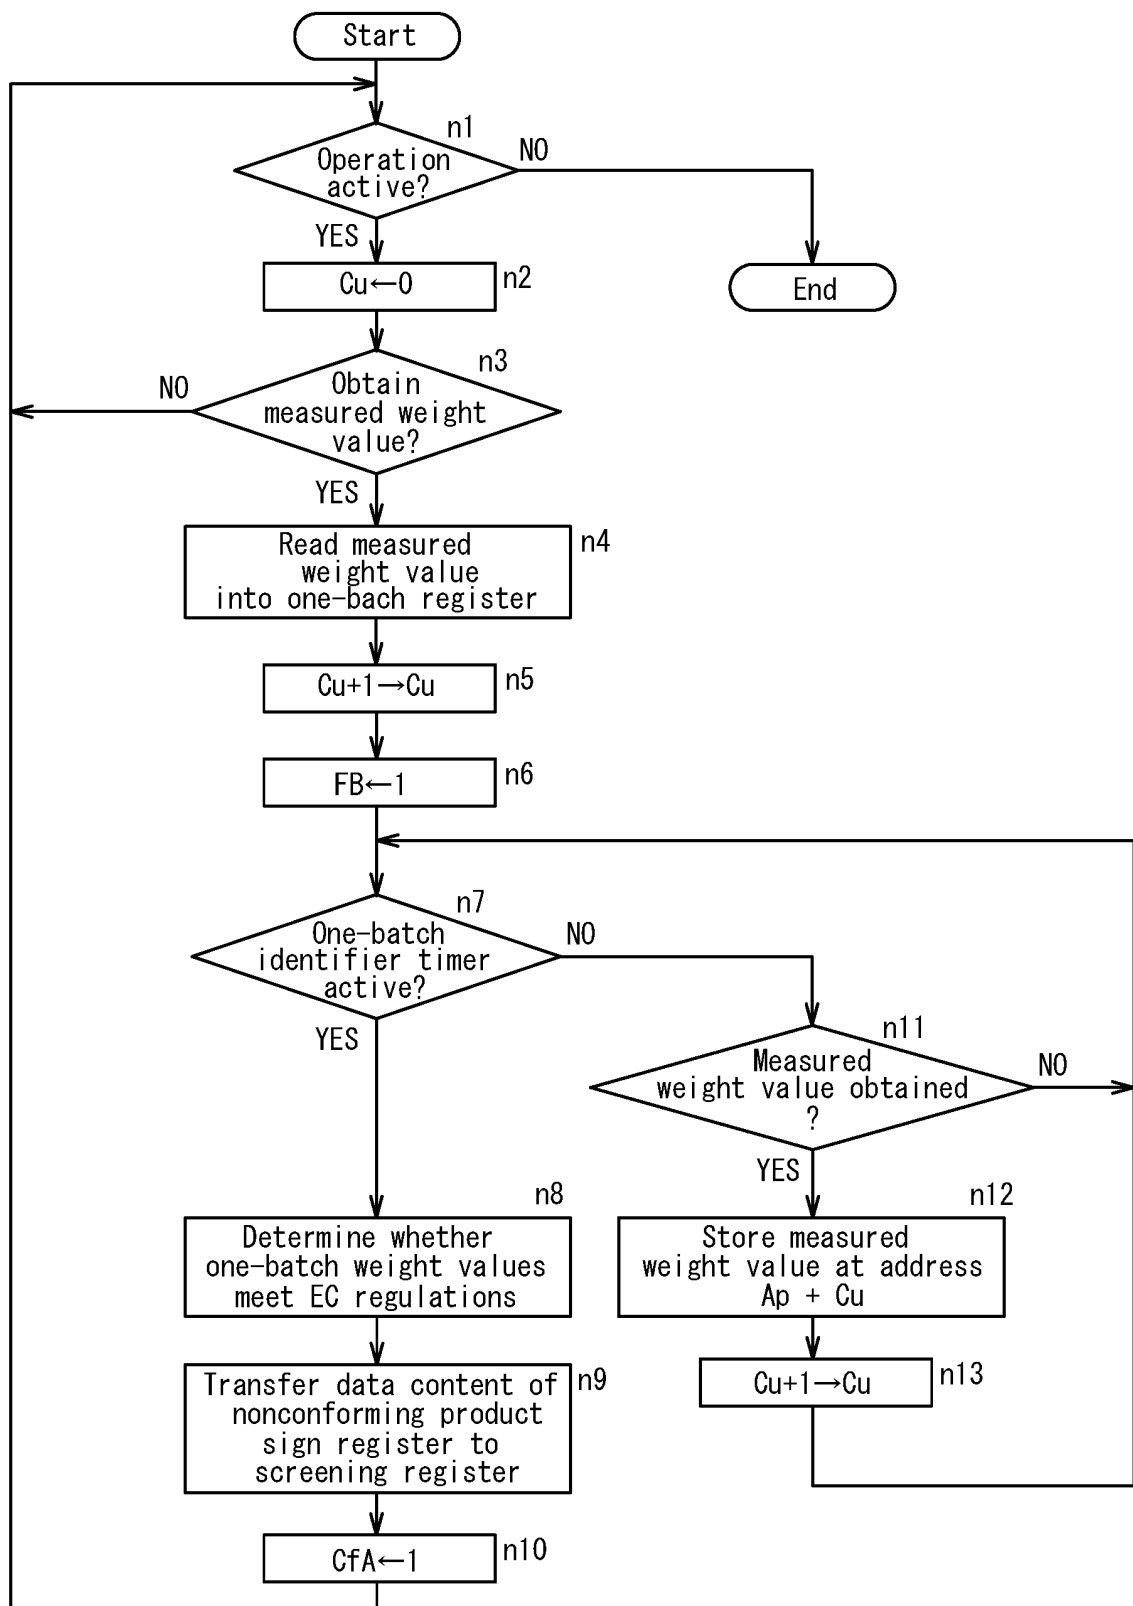 Start
n1
Operation
active?
NO
YES
Cu←0
n2
End
n3
Obtain
measured weight
value?
NO
YES
Read measured
weight value
into one-bach register
n4
Cu+1→Cu
n5
FB←1
n6
n7
One-batch
identifier timer
active?
NO
YES
n11
Measured
weight value obtained
?
NO
YES
n8
Determine whether
one-batch weight values
meet EC regulations
n12
Store measured
weight value at address
Ap + Cu
n9
Transfer data content of
nonconforming product
sign register to
screening register
Cu+1→Cu
n13
CfA←1
n10